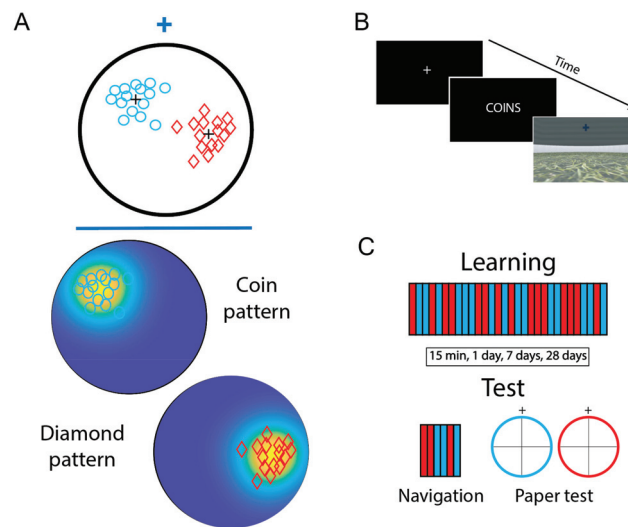 A
B
Time
COINS
Coin
pattern
Diamond
pattern
C
Learning
15 min, 1 day, 7 days, 28 days
Test
Navigation
Paper test